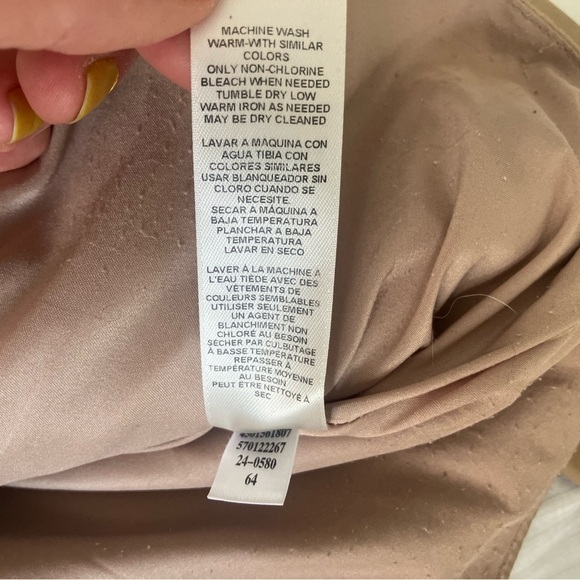 MACHINE WASH
WARM-WITH SIMILAR
COLORS
ONLY NON-CHLORINE
BLEACH WHEN NEEDED
TUMBLE DRY LOW
WARM IRON AS NEEDED
MAY BE DRY CLEANED
LAVAR A MAQUINA CON
AGUA TIBIA CON
COLORES SIMILARES
USAR BLANQUEADOR SIN
CLORO CUANDO SE
NECESITE
SECAR A MÁQUINA A
BAJA TEMPERATURA
PLANCHAR A BAJA
TEMPERATURA
LAVAR EN SECO
LAVER À LA MACHINE A
L'EAU TIÈDE AVEC DES
VÊTEMENTS DE
COULEURS SEMBLABLES
UTILISER SEULEMENT
UN AGENT DE
BLANCHIMENT NON
CHLORÉ AU BESOIN
SÉCHER PAR CULBUTAGE
À BASSE TEMPÉRATURE
REPASSER À
TEMPÉRATURE MOYENNE
AU BESOIN
PEUT ÊTRE NETTOYÉ À
SEC
4501561807
570122267
24-0580
64